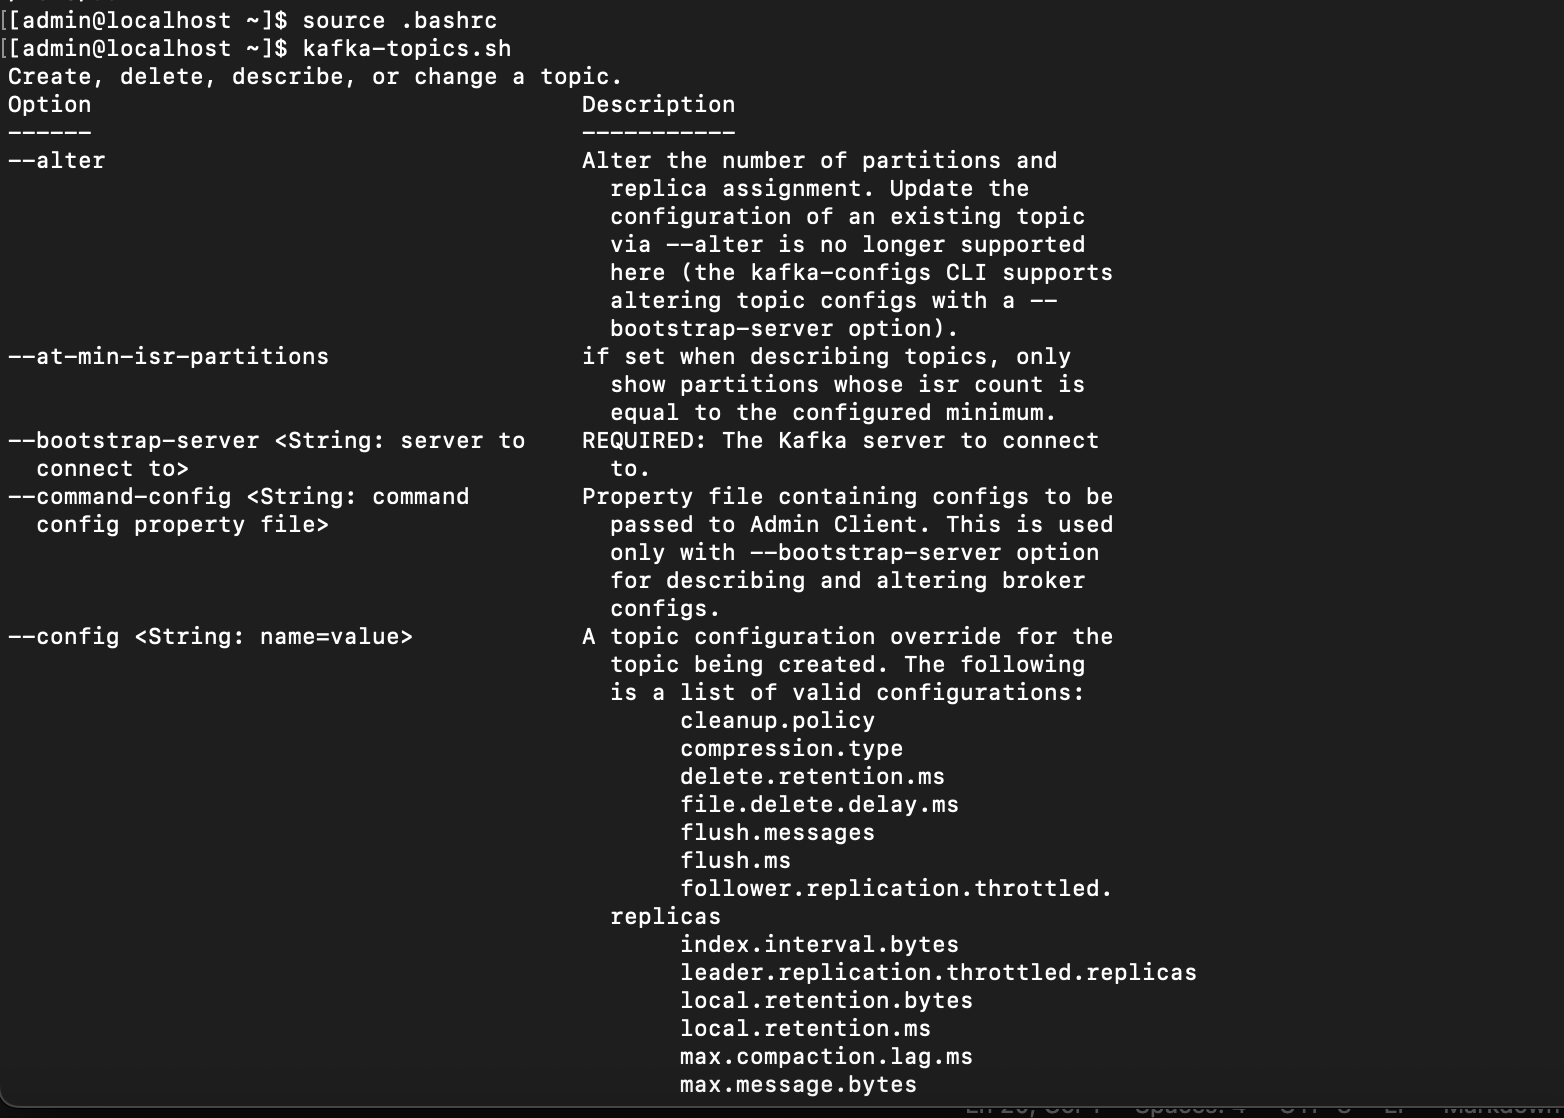 [[admin@localhost ~]$ source .bashrc
[[admin@localhost ~]$ kafka-topics.sh
Create, delete, describe, or change a topic.
Option                                   Description
------                                   -----------
--alter                                  Alter the number of partitions and
                                           replica assignment. Update the
                                           configuration of an existing topic
                                           via --alter is no longer supported
                                           here (the kafka-configs CLI supports
                                           altering topic configs with a --
                                           bootstrap-server option).
--at-min-isr-partitions                  if set when describing topics, only
                                           show partitions whose isr count is
                                           equal to the configured minimum.
--bootstrap-server <String: server to    REQUIRED: The Kafka server to connect
  connect to>                              to.
--command-config <String: command        Property file containing configs to be
  config property file>                    passed to Admin Client. This is used
                                           only with --bootstrap-server option
                                           for describing and altering broker
                                           configs.
--config <String: name=value>            A topic configuration override for the
                                           topic being created. The following
                                           is a list of valid configurations:
                                                cleanup.policy
                                                compression.type
                                                delete.retention.ms
                                                file.delete.delay.ms
                                                flush.messages
                                                flush.ms
                                                follower.replication.throttled.
                                           replicas
                                                index.interval.bytes
                                                leader.replication.throttled.replicas
                                                local.retention.bytes
                                                local.retention.ms
                                                max.compaction.lag.ms
                                                max.message.bytes